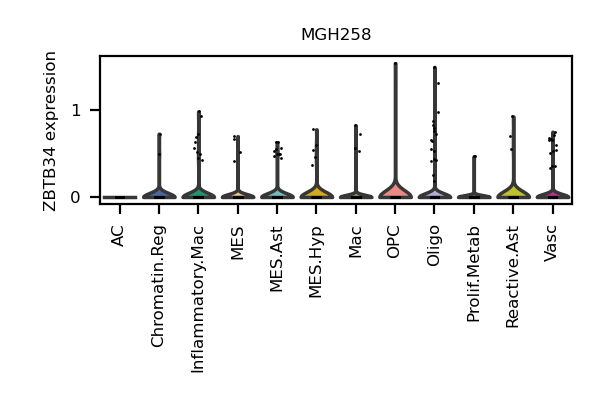 MGH258
ZBTB34 expression
1
0
AC
Chromatin.Reg
Inflammatory.Mac
MES
MES.Ast
MES.Hyp
Mac
OPC
Oligo
Prolif.Metab
Reactive.Ast
Vasc